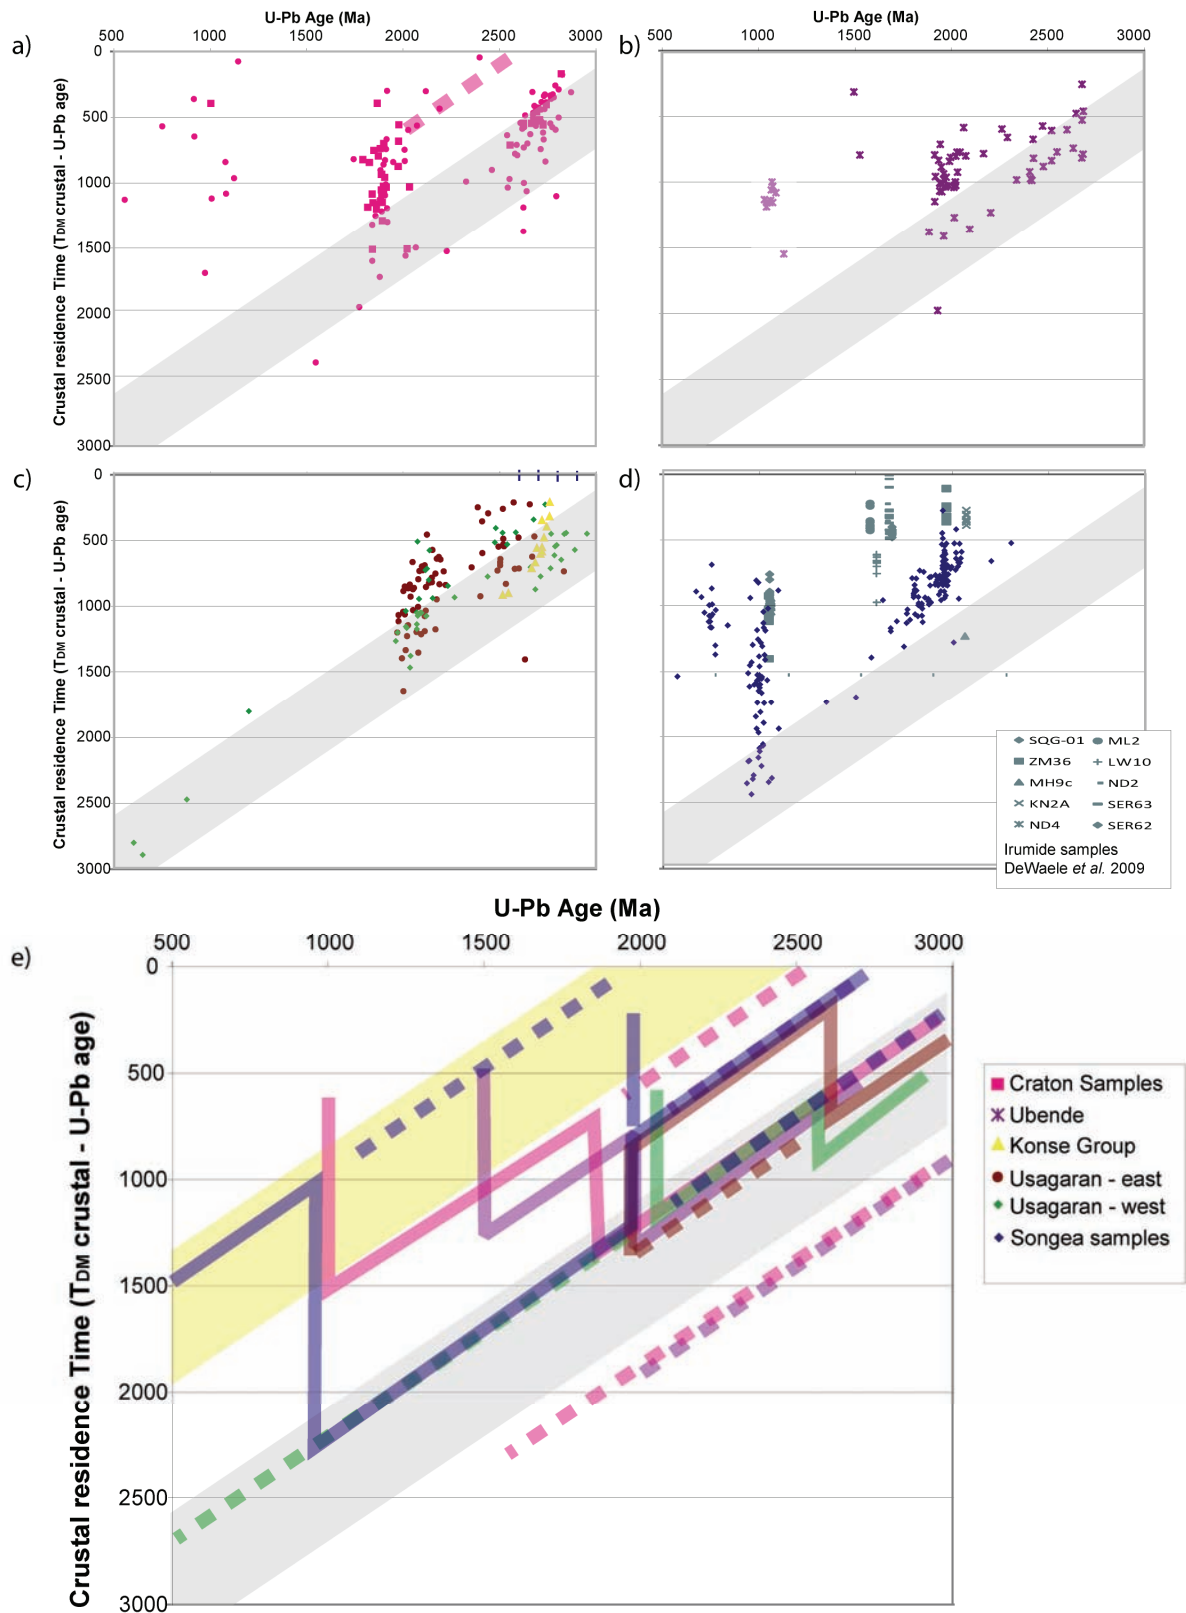 U-Pb Age (Ma)
a)
500 1000 1500 2000 2500 3000
0
500
1000
1500
2000
2500
3000
Crustal residence Time (TDM crustal - U-Pb age)
U-Pb Age (Ma)
b)
500 1000 1500 2000 2500 3000
c)
0
500
1000
1500
2000
2500
3000
Crustal residence Time (TDM crustal - U-Pb age)
d)
SQG-01 ML2
ZM36 LW10
MH9c ND2
KN2A SER63
ND4 SER62
Irumide samples
DeWaele et al. 2009
U-Pb Age (Ma)
e)
500 1000 1500 2000 2500 3000
0
500
1000
1500
2000
2500
3000
Crustal residence Time (TDM crustal - U-Pb age)
Craton Samples
Ubende
Konse Group
Usagaran - east
Usagaran - west
Songea samples